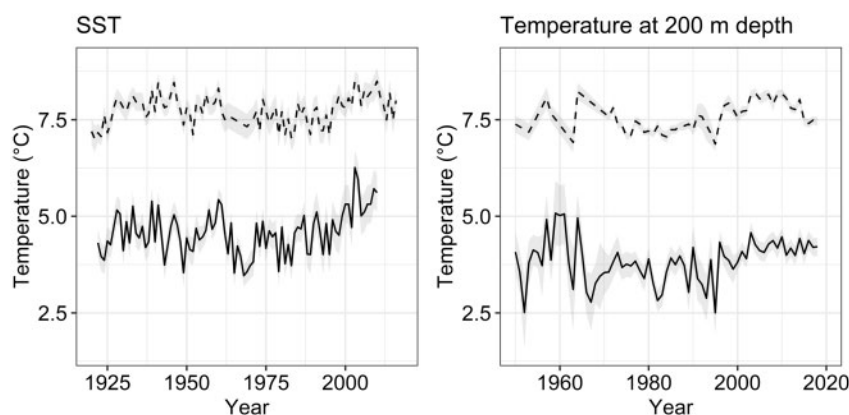 SST
Temperature (°C)
7.5
5.0
2.5
1925 1950 1975 2000
Year
Temperature at 200 m depth
Temperature (°C)
7.5
5.0
2.5
1960 1980 2000 2020
Year